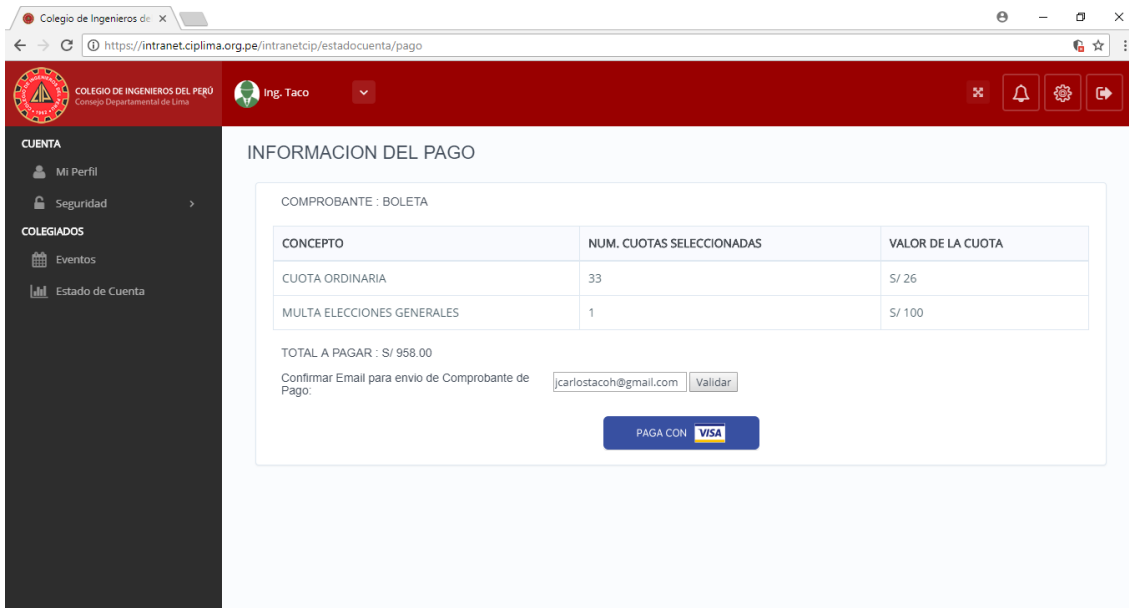 Colegio de Ingenieros de
https://intranet.ciplima.org.pe/intranetcip/estadocuenta/pago
COLEGIO DE INGENIEROS DEL PERÚ
Consejo Departamental de Lima
Ing. Taco
CUENTA
Mi Perfil
Seguridad
COLEGIADOS
Eventos
Estado de Cuenta
INFORMACION DEL PAGO
COMPROBANTE : BOLETA
CONCEPTO NUM. CUOTAS SELECCIONADAS VALOR DE LA CUOTA
CUOTA ORDINARIA 33 S/ 26
MULTA ELECCIONES GENERALES 1 S/ 100
TOTAL A PAGAR : S/ 958.00
Confirmar Email para envio de Comprobante de
Pago:
jcarlostacoh@gmail.com Validar
PAGA CON VISA